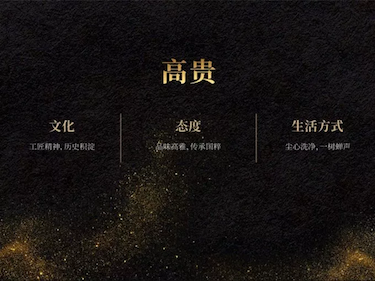 高贵
文化
态度
生活方式
工匠精神, 历史积淀
品味高雅, 传承国粹
尘心洗净, 一树蝉声